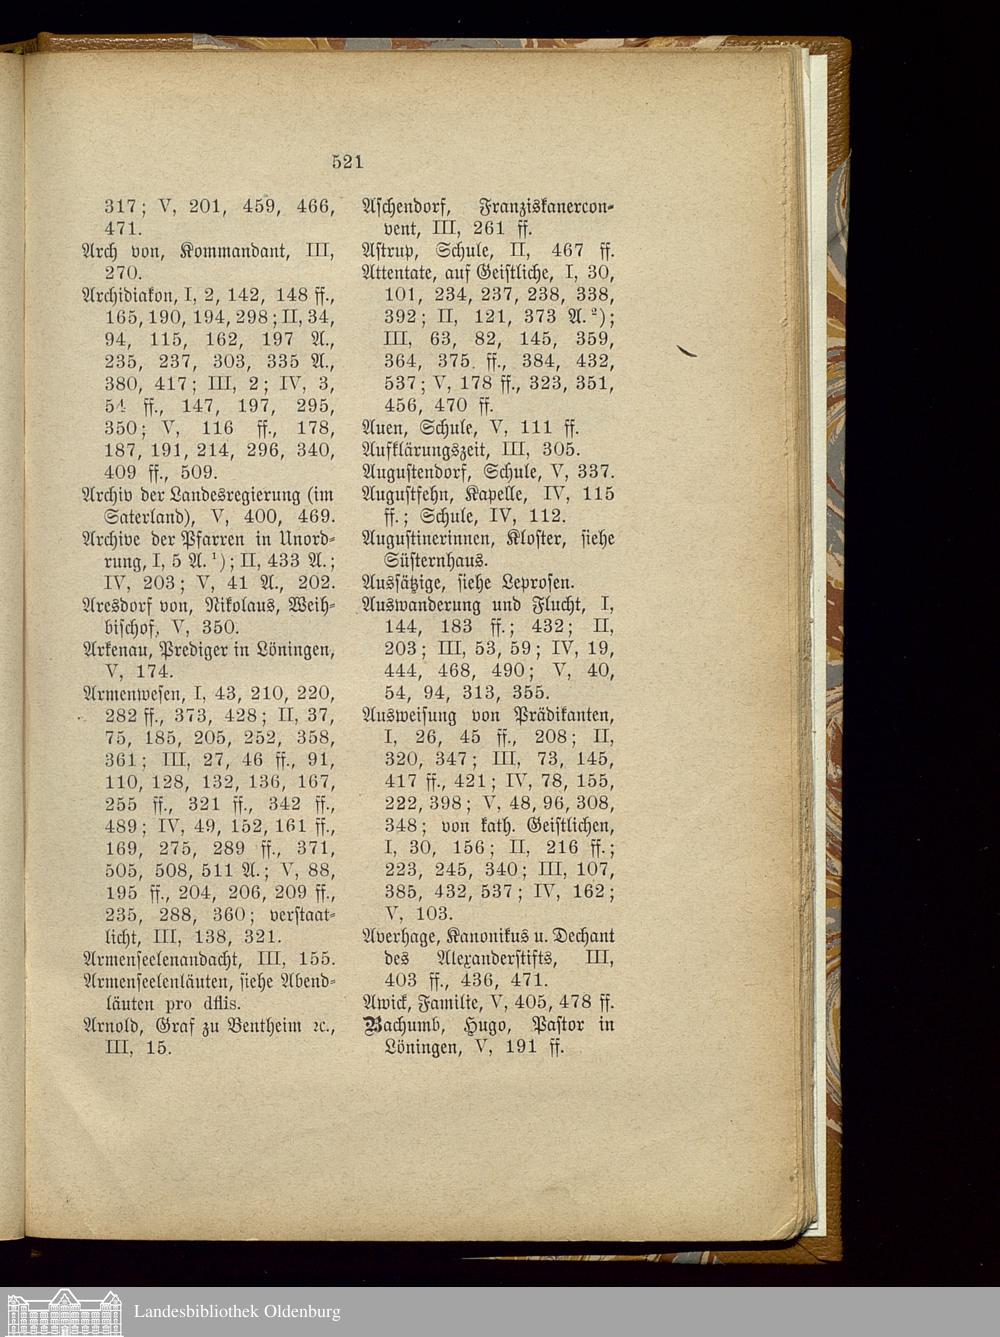 521
317; V, 201, 459, 466,
471.
Arch von, Kommandant, III,
270.
Archidiakon, I, 2, 142, 148 ff.,
165, 190, 194, 298; II, 34,
94, 115, 162, 197 A.,
235, 237, 303, 335 A.,
380, 417; III, 2; IV, 3,
54 ff., 147, 197, 295,
350; V, 116 ff., 178,
187, 191, 214, 296, 340,
409 ff., 509.
Archiv der Landesregierung (im
Saterland), V, 400, 469.
Archive der Pfarren in Unord-
rung, I, 5 A. ¹); II, 433 A.;
IV, 203; V, 41 A., 202.
Aresdorf von, Nikolaus, Weih-
bischof, V, 350.
Arkenau, Prediger in Löningen,
V, 174.
Armenwesen, I, 43, 210, 220,
282 ff., 373, 428; II, 37,
75, 185, 205, 252, 358,
361; III, 27, 46 ff., 91,
110, 128, 132, 136, 167,
255 ff., 321 ff., 342 ff.,
489; IV, 49, 152, 161 ff.,
169, 275, 289 ff., 371,
505, 508, 511 A.; V, 88,
195 ff., 204, 206, 209 ff.,
235, 288, 360; verstaat-
licht, III, 138, 321.
Armenseelenandacht, III, 155.
Armenseelenläuten, siehe Abend-
läuten pro dftis.
Arnold, Graf zu Bentheim ꝛc.,
III, 15.
Aschendorf, Franziskanercon-
vent, III, 261 ff.
Astrup, Schule, II, 467 ff.
Attentate, auf Geistliche, I, 30,
101, 234, 237, 238, 338,
392; II, 121, 373 A. ²);
III, 63, 82, 145, 359,
364, 375. ff., 384, 432,
537; V, 178 ff., 323, 351,
456, 470 ff.
Auen, Schule, V, 111 ff.
Aufklärungszeit, III, 305.
Augustendorf, Schule, V, 337.
Augustfehn, Kapelle, IV, 115
ff.; Schule, IV, 112.
Augustinerinnen, Kloster, siehe
Süsternhaus.
Aussätzige, siehe Leprosen.
Auswanderung und Flucht, I,
144, 183 ff.; 432; II,
203; III, 53, 59; IV, 19,
444, 468, 490; V, 40,
54, 94, 313, 355.
Ausweisung von Prädikanten,
I, 26, 45 ff., 208; II,
320, 347; III, 73, 145,
417 ff., 421; IV, 78, 155,
222, 398; V, 48, 96, 308,
348; von kath. Geistlichen,
I, 30, 156; II, 216 ff.;
223, 245, 340; III, 107,
385, 432, 537; IV, 162;
V, 103.
Averhage, Kanonikus u. Dechant
des Alexanderstifts, III,
403 ff., 436, 471.
Awick, Familie, V, 405, 478 ff.
Bachumb, Hugo, Pastor in
Löningen, V, 191 ff.
Landesbibliothek Oldenburg